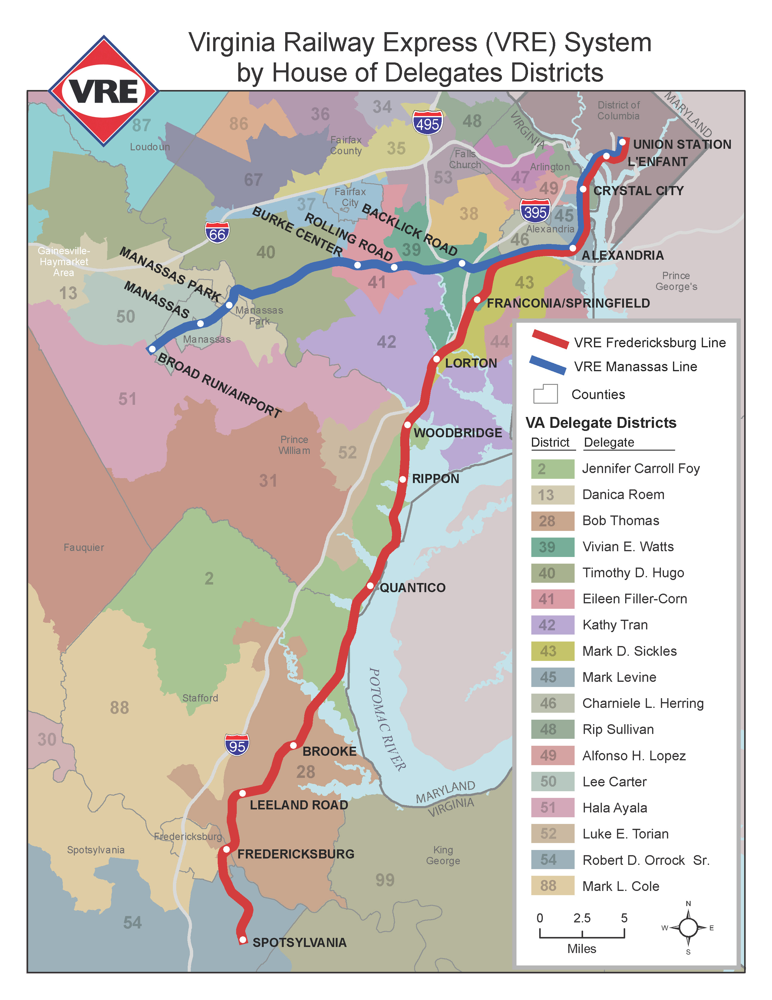 Virginia Railway Express (VRE) System
by House of Delegates Districts
VRE
87
Loudoun
86
36
34
495
48
VIRGINIA
District of
Columbia
MARYLAND
Fairfax
County
35
Falls
Church
Arlington
UNION STATION
L'ENFANT
67
53
47
49
CRYSTAL CITY
37
Fairfax
City
38
395
45
Alexandria
46
66
BURKE CENTER
ROLLING ROAD
BACKLICK ROAD
39
40
ALEXANDRIA
Gainesville-
Haymarket
Area
MANASSAS PARK
MANASSAS
13
50
41
43
Prince
George's
FRANCONIA/SPRINGFIELD
Manassas
Park
Manassas
42
44
BROAD RUN/AIRPORT
LORTON
51
WOODBRIDGE
Prince
William
52
31
RIPPON
Fauquier
2
QUANTICO
POTOMAC RIVER
Stafford
88
30
95
BROOKE
28
MARYLAND
VIRGINIA
LEELAND ROAD
Fredericksburg
Spotsylvania
FREDERICKSBURG
King
George
99
54
SPOTSYLVANIA
VRE Fredericksburg Line
VRE Manassas Line
Counties
VA Delegate Districts
District Delegate
2 Jennifer Carroll Foy
13 Danica Roem
28 Bob Thomas
39 Vivian E. Watts
40 Timothy D. Hugo
41 Eileen Filler-Corn
42 Kathy Tran
43 Mark D. Sickles
45 Mark Levine
46 Charniele L. Herring
48 Rip Sullivan
49 Alfonso H. Lopez
50 Lee Carter
51 Hala Ayala
52 Luke E. Torian
54 Robert D. Orrock Sr.
88 Mark L. Cole
0 2.5 5
Miles
N
W E
S